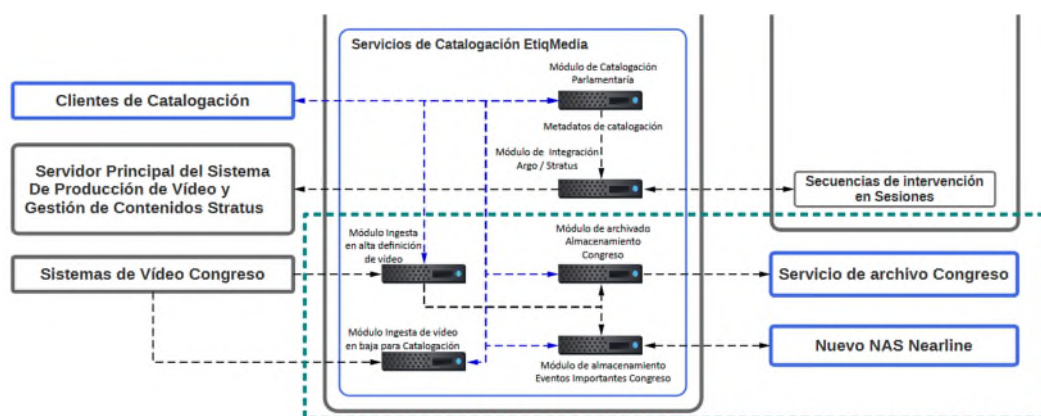 Servicios de Catalogación EtiqMedia
Módulo de Catalogación
Parlamentaria
Clientes de Catalogación
Metadatos de catalogación
Módulo de Integración
Argo / Stratus
Servidor Principal del Sistema
De Producción de Vídeo y
Gestión de Contenidos Stratus
Secuencias de intervención
en Sesiones
Módulo Ingesta
en alta definición
de vídeo
Módulo de archivado
Almacenamiento
Congreso
Sistemas de Vídeo Congreso
Servicio de archivo Congreso
Módulo Ingesta de vídeo
en baja para Catalogación
Nuevo NAS Nearline
Módulo de almacenamiento
Eventos Importantes Congreso